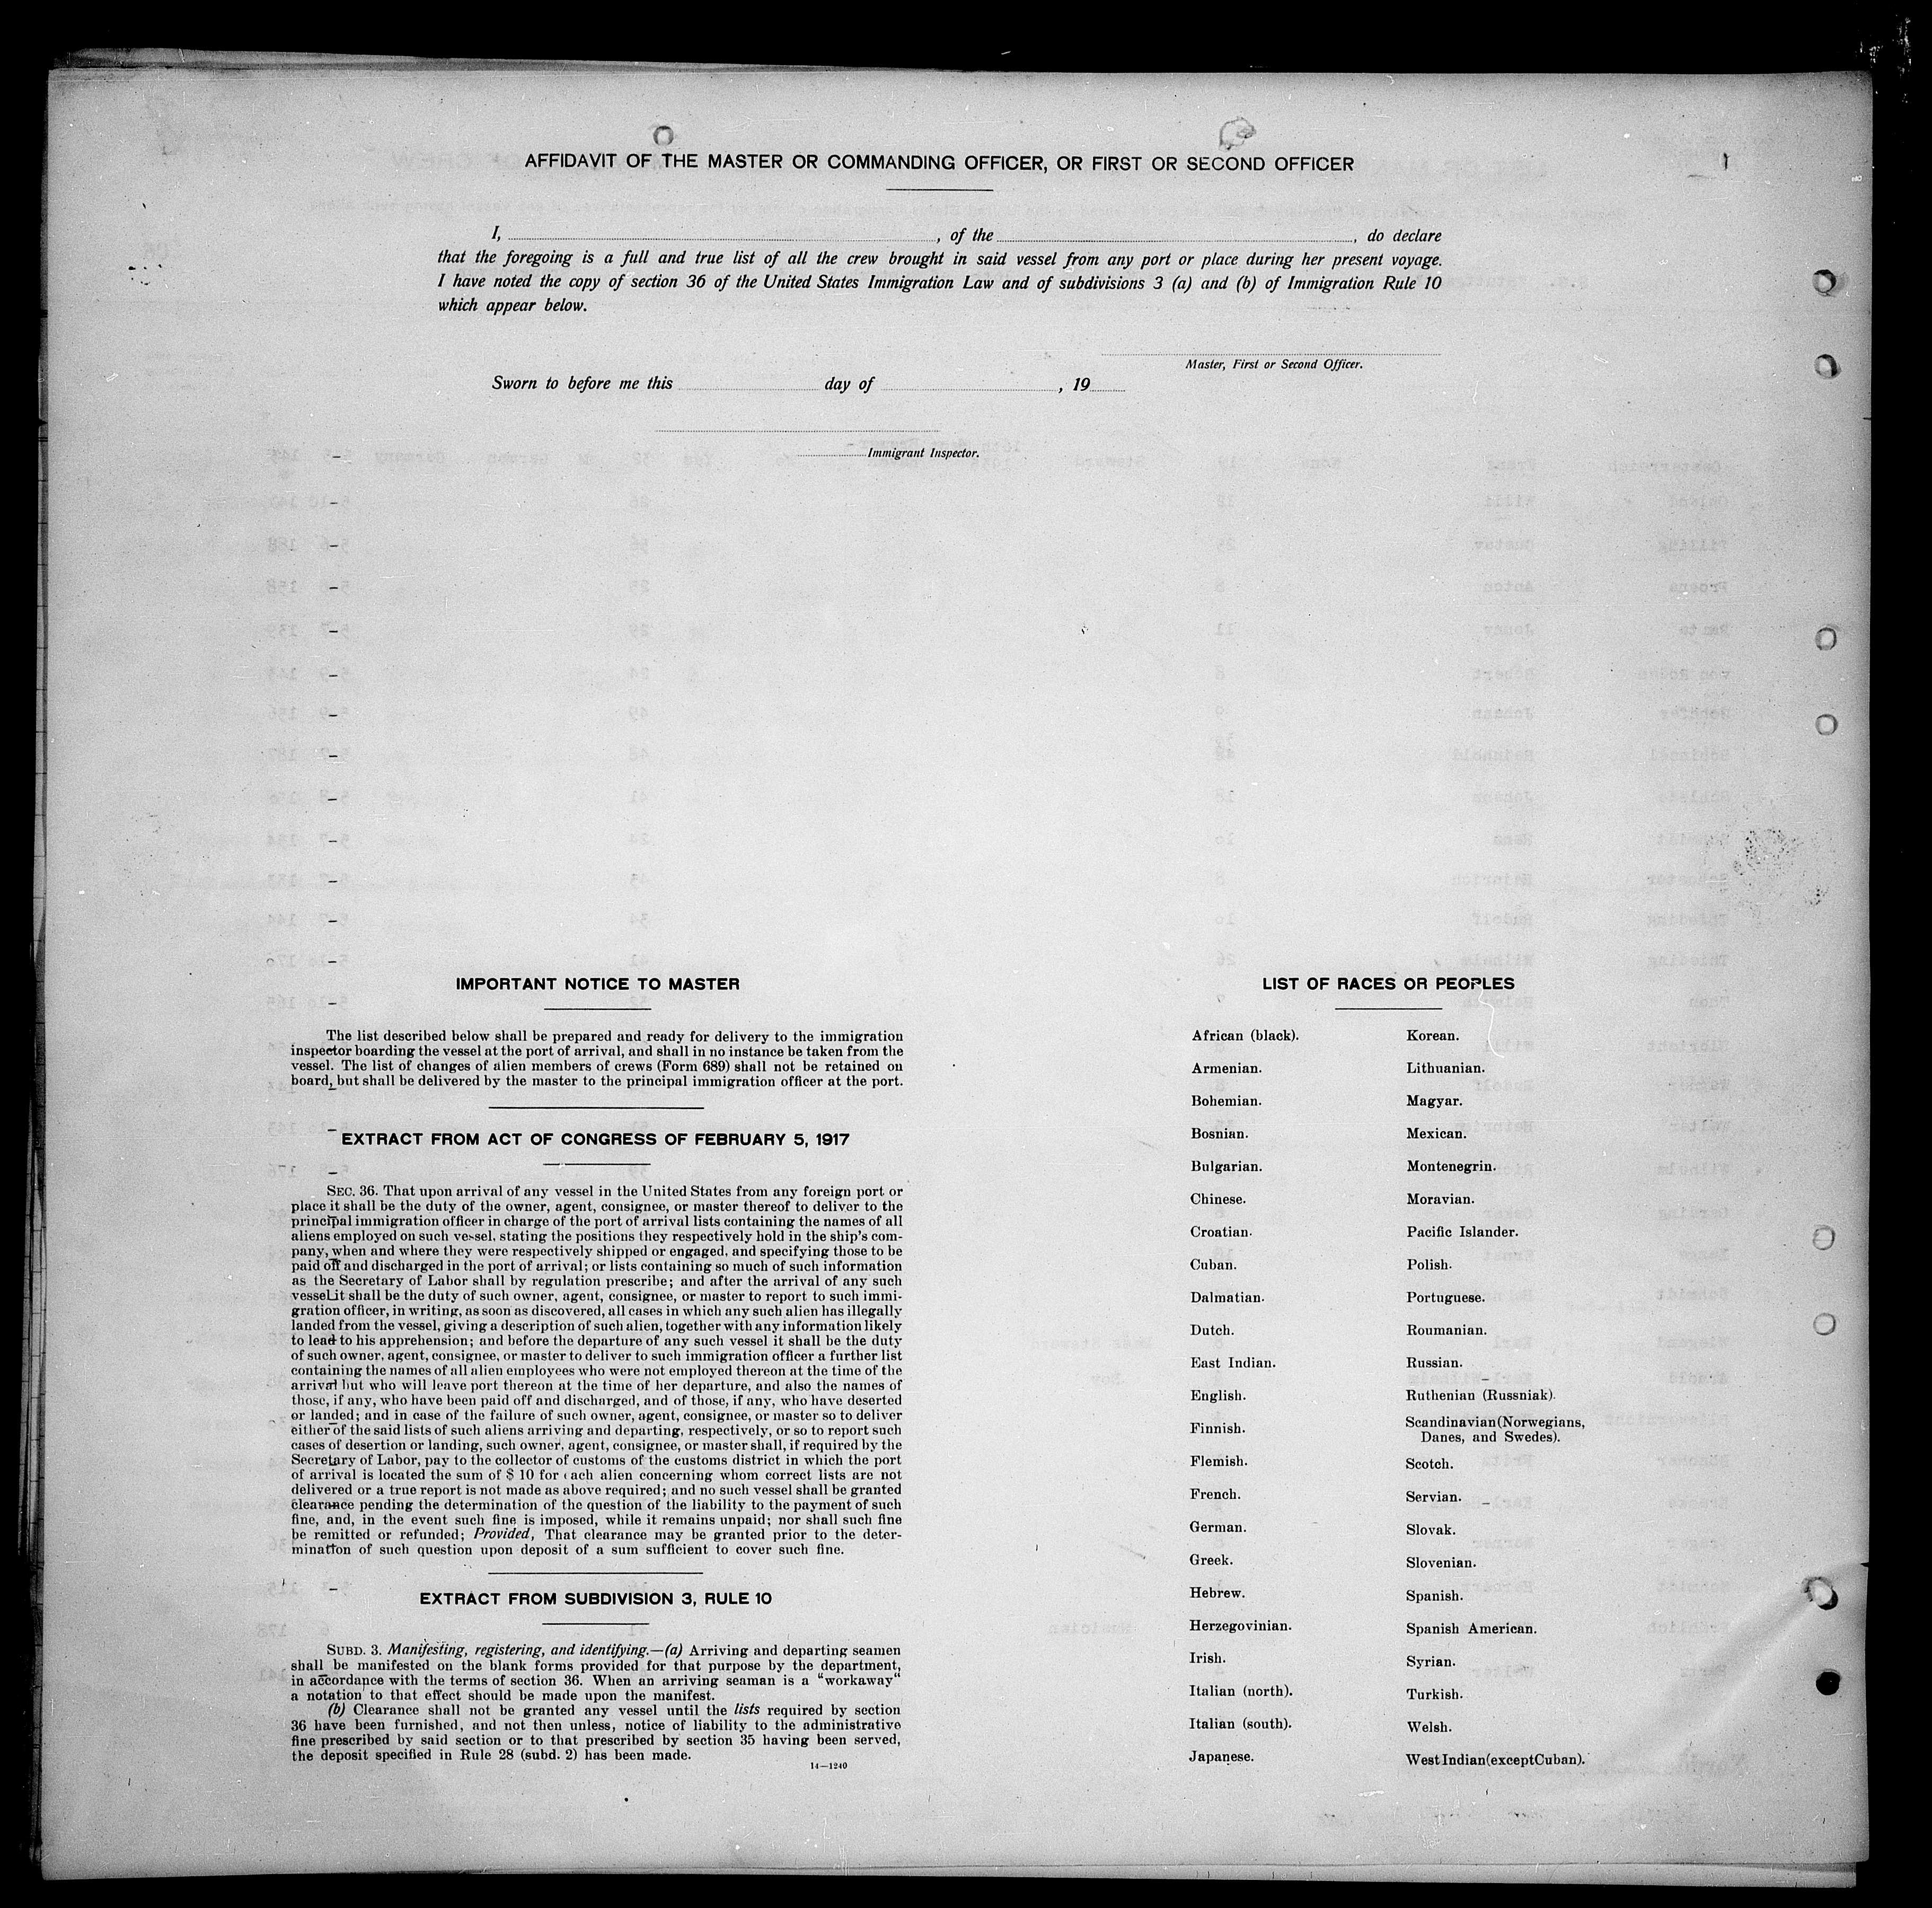 AFFIDAVIT OF THE MASTER OR COMMANDING OFFICER, OR FIRST OR SECOND OFFICER
I, , of the , do declare
that the foregoing is a full and true list of all the crew brought in said vessel from any port or place during her present voyage.
I have noted the copy of section 36 of the United States Immigration Law and of subdivisions 3 (a) and (b) of Immigration Rule 10
which appear below.
Master, First or Second Officer.
Sworn to before me this day of , 19
Immigrant Inspector.
IMPORTANT NOTICE TO MASTER
The list described below shall be prepared and ready for delivery to the immigration
inspector boarding the vessel at the port of arrival, and shall in no instance be taken from the
vessel. The list of changes of alien members of crews (Form 689) shall not be retained on
board, but shall be delivered by the master to the principal immigration officer at the port.
EXTRACT FROM ACT OF CONGRESS OF FEBRUARY 5, 1917
SEC. 36. That upon arrival of any vessel in the United States from any foreign port or
place it shall be the duty of the owner, agent, consignee, or master thereof to deliver to the
principal immigration officer in charge of the port of arrival lists containing the names of all
aliens employed on such vessel, stating the positions they respectively hold in the ship's com-
pany, when and where they were respectively shipped or engaged, and specifying those to be
paid off and discharged in the port of arrival; or lists containing so much of such information
as the Secretary of Labor shall by regulation prescribe; and after the arrival of any such
vessel it shall be the duty of such owner, agent, consignee, or master to report to such immi-
gration officer, in writing, as soon as discovered, all cases in which any such alien has illegally
landed from the vessel, giving a description of such alien, together with any information likely
to lead to his apprehension; and before the departure of any such vessel it shall be the duty
of such owner, agent, consignee, or master to deliver to such immigration officer a further list
containing the names of all alien employees who were not employed thereon at the time of the
arrival but who will leave port thereon at the time of her departure, and also the names of
those, if any, who have been paid off and discharged, and of those, if any, who have deserted
or landed; and in case of the failure of such owner, agent, consignee, or master so to deliver
either of the said lists of such aliens arriving and departing, respectively, or so to report such
cases of desertion or landing, such owner, agent, consignee, or master shall, if required by the
Secretary of Labor, pay to the collector of customs of the customs district in which the port
of arrival is located the sum of $ 10 for each alien concerning whom correct lists are not
delivered or a true report is not made as above required; and no such vessel shall be granted
clearance pending the determination of the question of the liability to the payment of such
fine, and, in the event such fine is imposed, while it remains unpaid; nor shall such fine
be remitted or refunded; Provided, That clearance may be granted prior to the deter-
mination of such question upon deposit of a sum sufficient to cover such fine.
EXTRACT FROM SUBDIVISION 3, RULE 10
SUBD. 3. Manifesting, registering, and identifying.—(a) Arriving and departing seamen
shall be manifested on the blank forms provided for that purpose by the department,
in accordance with the terms of section 36. When an arriving seaman is a "workaway"
a notation to that effect should be made upon the manifest.
(b) Clearance shall not be granted any vessel until the lists required by section
36 have been furnished, and not then unless, notice of liability to the administrative
fine prescribed by said section or to that prescribed by section 35 having been served,
the deposit specified in Rule 28 (subd. 2) has been made.
14—1240
LIST OF RACES OR PEOPLES
African (black).
Armenian.
Bohemian.
Bosnian.
Bulgarian.
Chinese.
Croatian.
Cuban.
Dalmatian.
Dutch.
East Indian.
English.
Finnish.
Flemish.
French.
German.
Greek.
Hebrew.
Herzegovinian.
Irish.
Italian (north).
Italian (south).
Japanese.
Korean.
Lithuanian.
Magyar.
Mexican.
Montenegrin.
Moravian.
Pacific Islander.
Polish.
Portuguese.
Roumanian.
Russian.
Ruthenian (Russniak).
Scandinavian (Norwegians,
Danes, and Swedes).
Scotch.
Servian.
Slovak.
Slovenian.
Spanish.
Spanish American.
Syrian.
Turkish.
Welsh.
West Indian (except Cuban).